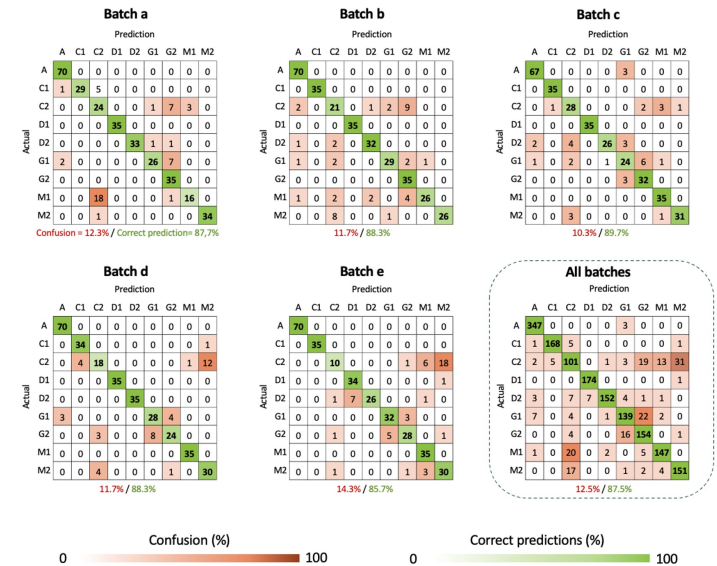 Batch a
Prediction
A C1 C2 D1 D2 G1 G2 M1 M2
Actual
A 70 0 0 0 0 0 0 0 0
C1 1 29 5 0 0 0 0 0 0
C2 0 0 24 0 0 1 7 3 0
D1 0 0 0 35 0 0 0 0 0
D2 0 0 0 0 33 1 1 0 0
G1 2 0 0 0 0 26 7 0 0
G2 0 0 0 0 0 0 35 0 0
M1 0 0 18 0 0 0 1 16 0
M2 0 0 1 0 0 0 0 0 34
Confusion = 12.3% / Correct prediction= 87,7%
Batch b
Prediction
A C1 C2 D1 D2 G1 G2 M1 M2
Actual
A 70 0 0 0 0 0 0 0 0
C1 0 35 0 0 0 0 0 0 0
C2 2 0 21 0 1 2 9 0 0
D1 0 0 0 35 0 0 0 0 0
D2 1 0 2 0 32 0 0 0 0
G1 1 0 2 0 0 29 2 1 0
G2 0 0 0 0 0 0 35 0 0
M1 1 0 2 0 2 0 4 26 0
M2 0 0 8 0 0 1 0 0 26
11.7% / 88.3%
Batch c
Prediction
A C1 C2 D1 D2 G1 G2 M1 M2
Actual
A 67 0 0 0 0 3 0 0 0
C1 0 35 0 0 0 0 0 0 0
C2 0 1 28 0 0 0 2 3 1
D1 0 0 0 35 0 0 0 0 0
D2 2 0 4 0 26 3 0 0 0
G1 1 0 2 0 1 24 6 1 0
G2 0 0 0 0 0 3 32 0 0
M1 0 0 0 0 0 0 0 35 0
M2 0 0 3 0 0 0 0 1 31
10.3% / 89.7%
Batch d
Prediction
A C1 C2 D1 D2 G1 G2 M1 M2
Actual
A 70 0 0 0 0 0 0 0 0
C1 0 34 0 0 0 0 0 0 1
C2 0 4 18 0 0 0 0 1 12
D1 0 0 0 35 0 0 0 0 0
D2 0 0 0 0 35 0 0 0 0
G1 3 0 0 0 0 28 4 0 0
G2 0 0 3 0 0 8 24 0 0
M1 0 0 0 0 0 0 0 35 0
M2 0 0 4 0 0 0 1 0 30
11.7% / 88.3%
Batch e
Prediction
A C1 C2 D1 D2 G1 G2 M1 M2
Actual
A 70 0 0 0 0 0 0 0 0
C1 0 35 0 0 0 0 0 0 0
C2 0 0 10 0 0 0 1 6 18
D1 0 0 0 34 0 0 0 0 1
D2 0 0 1 7 26 0 0 0 1
G1 0 0 0 0 0 32 3 0 0
G2 0 0 1 0 0 5 28 0 1
M1 0 0 0 0 0 0 0 35 0
M2 0 0 1 0 0 0 1 3 30
14.3% / 85.7%
All batches
Prediction
A C1 C2 D1 D2 G1 G2 M1 M2
Actual
A 347 0 0 0 0 3 0 0 0
C1 1 168 5 0 0 0 0 0 1
C2 2 5 101 0 1 3 19 13 31
D1 0 0 0 174 0 0 0 0 1
D2 3 0 7 7 152 4 1 0 1
G1 7 0 4 0 1 139 22 2 0
G2 0 0 4 0 0 16 154 0 1
M1 1 0 20 0 2 0 5 147 0
M2 0 0 17 0 0 1 2 4 151
12.5% / 87.5%
Confusion (%)
0 100
Correct predictions (%)
0 100